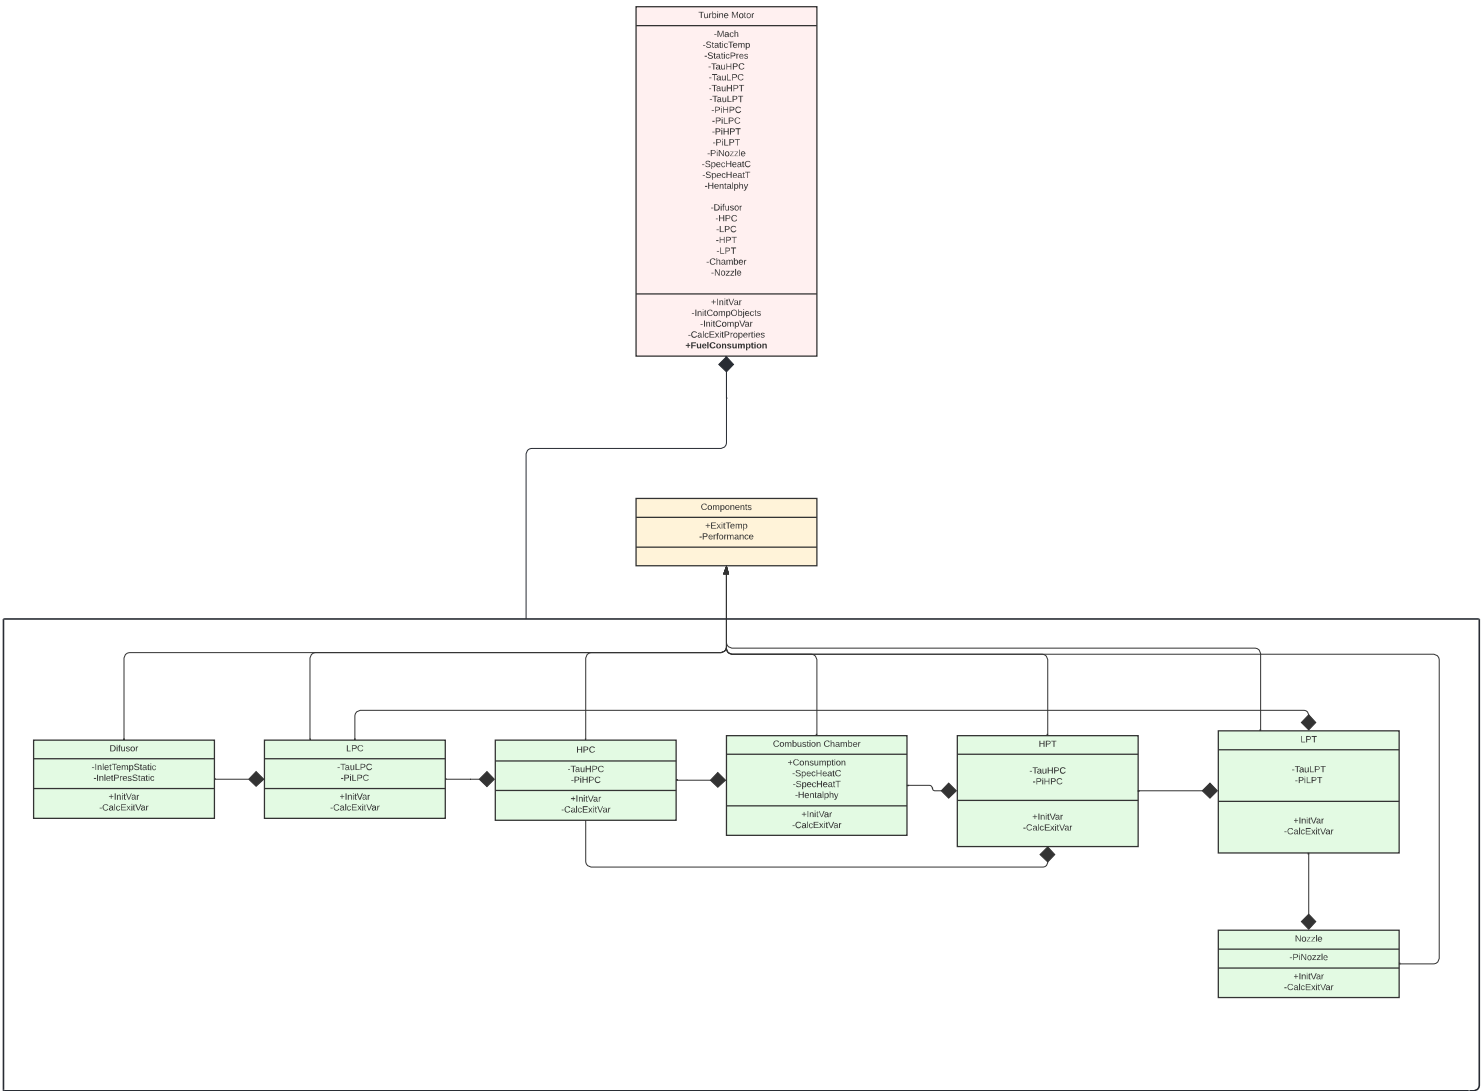 Turbine Motor
-Mach
-StaticTemp
-StaticPres
-TauHPC
-TauLPC
-TauHPT
-TauLPT
-PiHPC
-PiLPC
-PiHPT
-PiLPT
-PiNozzle
-SpecHeatC
-SpecHeatT
-Hentalphy
-Difusor
-HPC
-LPC
-HPT
-LPT
-Chamber
-Nozzle
+InitVar
-InitCompObjects
-InitCompVar
-CalcExitProperties
+FuelConsumption
Components
+ExitTemp
-Performance
Difusor
-InletTempStatic
-InletPresStatic
+InitVar
-CalcExitVar
LPC
-TauLPC
-PiLPC
+InitVar
-CalcExitVar
HPC
-TauHPC
-PiHPC
+InitVar
-CalcExitVar
Combustion Chamber
+Consumption
-SpecHeatC
-SpecHeatT
-Hentalphy
+InitVar
-CalcExitVar
HPT
-TauHPC
-PiHPC
+InitVar
-CalcExitVar
LPT
-TauLPT
-PiLPT
+InitVar
-CalcExitVar
Nozzle
-PiNozzle
+InitVar
-CalcExitVar